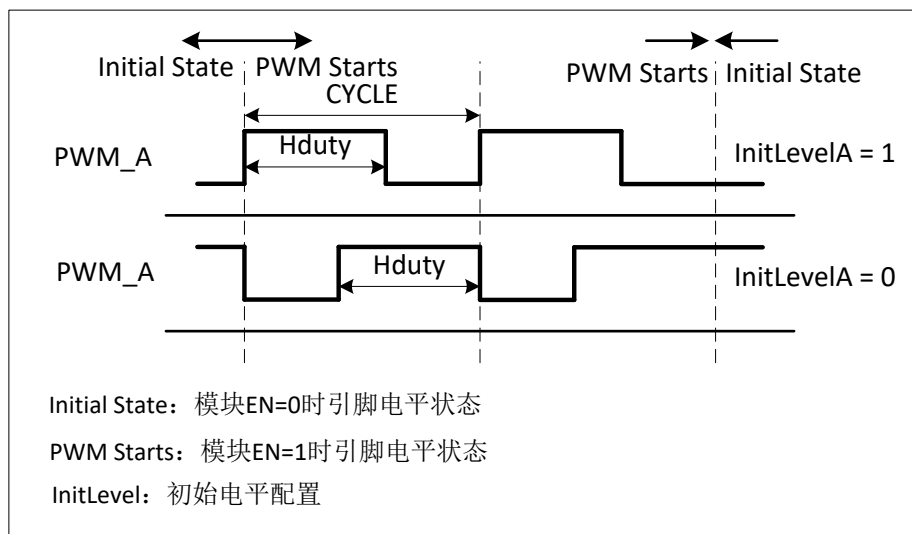 Initial State PWM Starts PWM Starts Initial State
CYCLE
PWM_A Hduty InitLevelA = 1
PWM_A Hduty InitLevelA = 0
Initial State：模块EN=0时引脚电平状态
PWM Starts：模块EN=1时引脚电平状态
InitLevel：初始电平配置